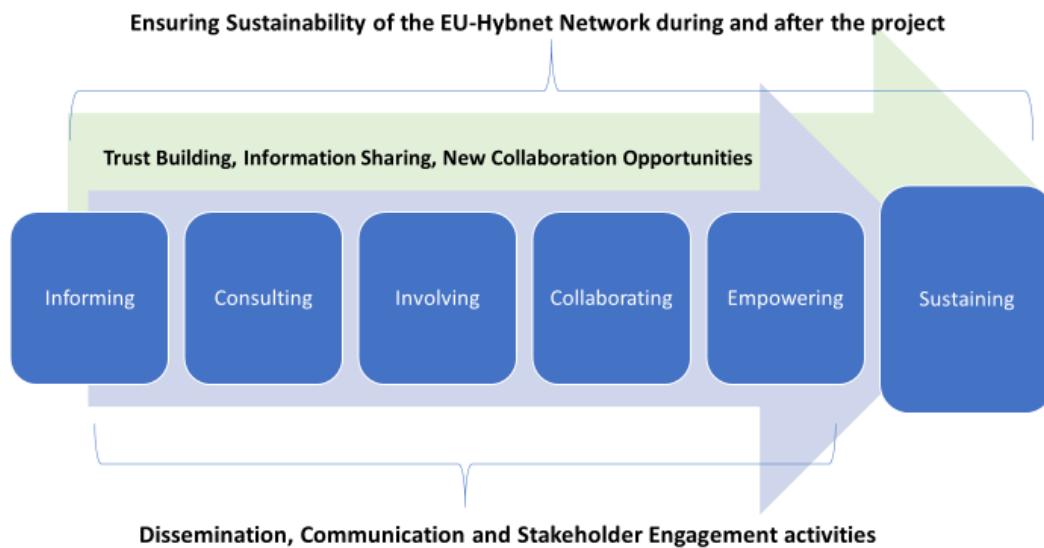 Ensuring Sustainability of the EU-Hybnet Network during and after the project
Trust Building, Information Sharing, New Collaboration Opportunities
Informing
Consulting
Involving
Collaborating
Empowering
Sustaining
Dissemination, Communication and Stakeholder Engagement activities